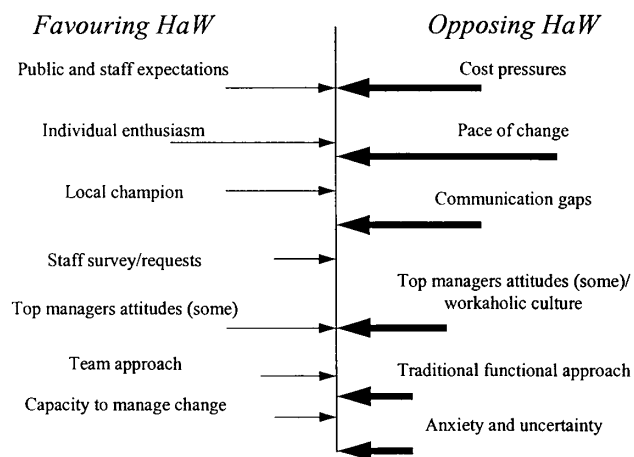 Favouring HaW
Opposing HaW
Public and staff expectations
Cost pressures
Individual enthusiasm
Pace of change
Local champion
Communication gaps
Staff survey/requests
Top managers attitudes (some)/
workaholic culture
Top managers attitudes (some)
Team approach
Traditional functional approach
Capacity to manage change
Anxiety and uncertainty